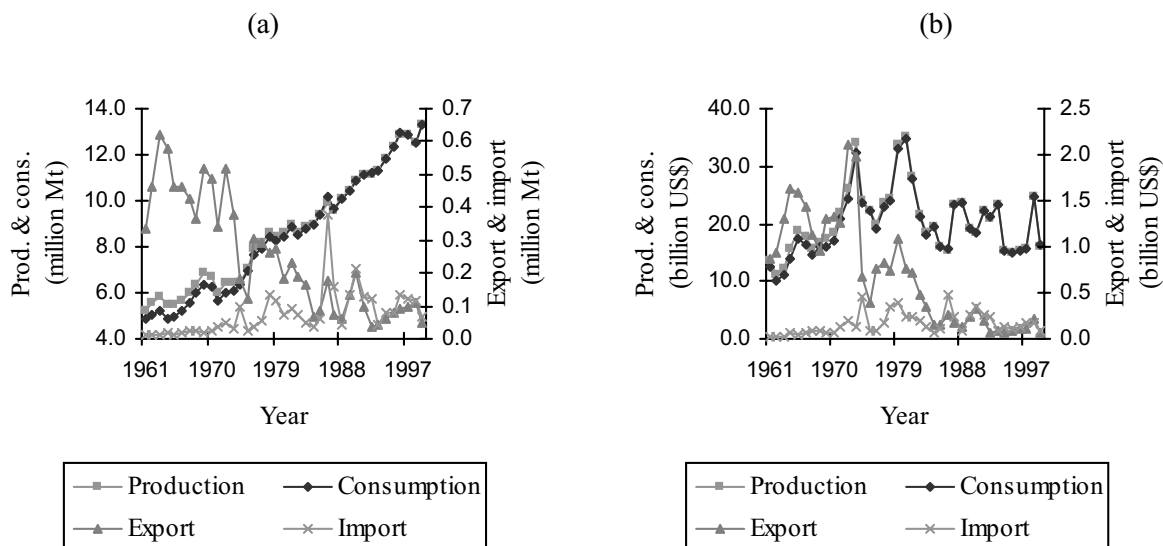 (a)
(b)
Prod. & cons.
(million Mt)
14.0
12.0
10.0
8.0
6.0
4.0
0.7
0.6
0.5
0.4
0.3
0.2
0.1
0.0
Export & import
(million Mt)
1961 1970 1979 1988 1997
Year
Production Consumption
Export Import
Prod. & cons.
(billion US$)
40.0
30.0
20.0
10.0
0.0
2.5
2.0
1.5
1.0
0.5
0.0
Export & import
(billion US$)
1961 1970 1979 1988 1997
Year
Production Consumption
Export Import